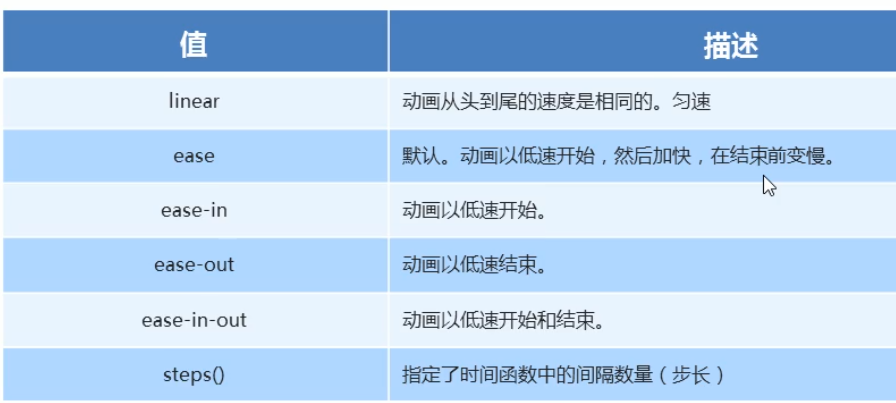 值 描述
linear 动画从头到尾的速度是相同的。匀速
ease 默认。动画以低速开始，然后加快，在结束前变慢。
ease-in 动画以低速开始。
ease-out 动画以低速结束。
ease-in-out 动画以低速开始和结束。
steps() 指定了时间函数中的间隔数量（步长）